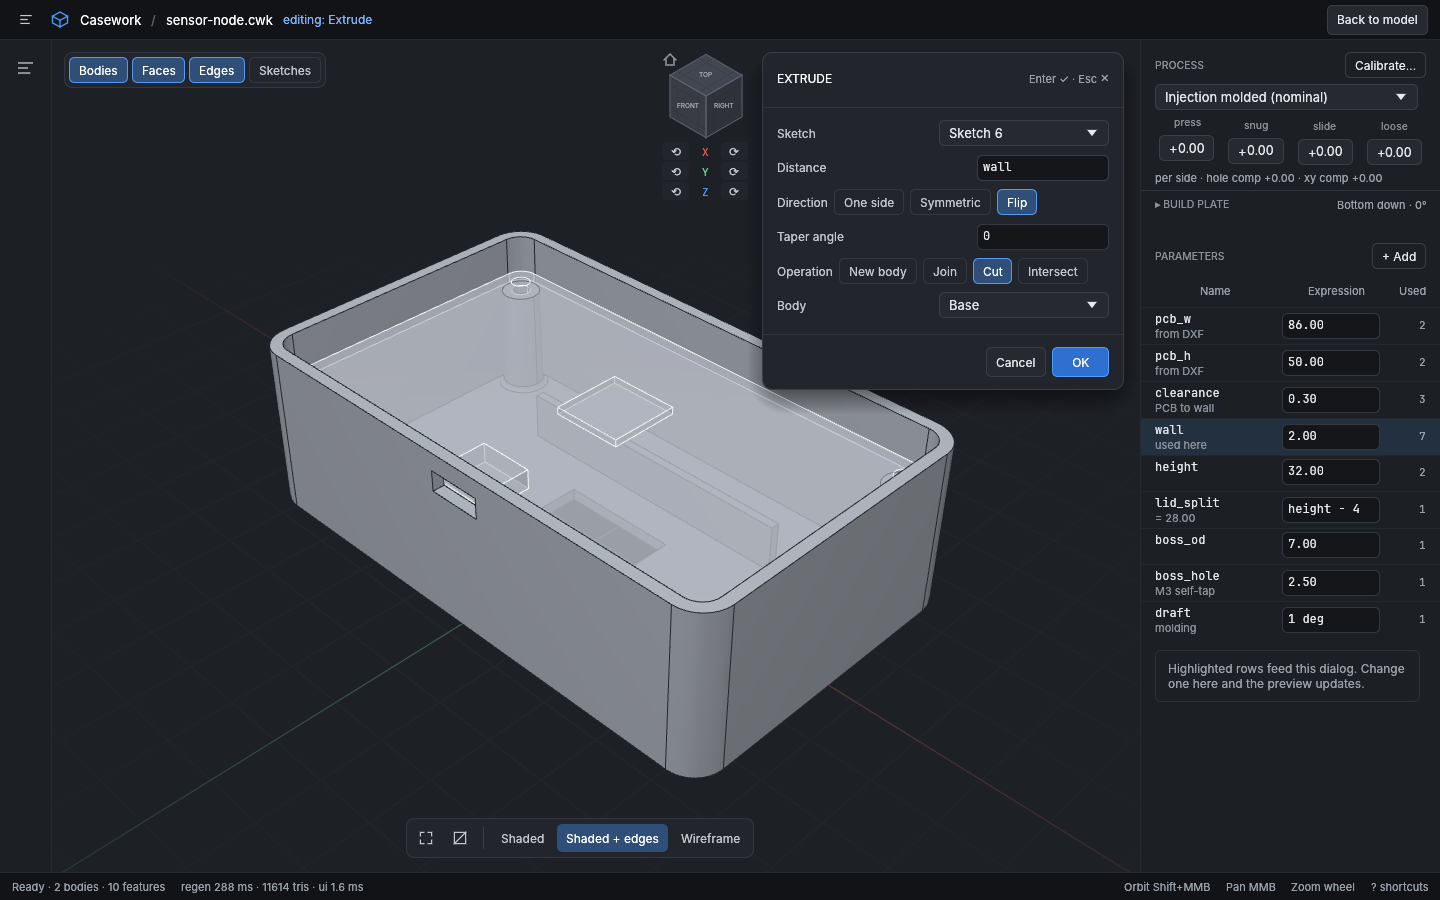 Casework / sensor-node.cwk editing: Extrude
Back to model
Bodies Faces Edges Sketches
TOP
FRONT RIGHT
⟲ X ⟳
⟲ Y ⟳
⟲ Z ⟳
EXTRUDE
Enter ✓ · Esc ×
Sketch Sketch 6
Distance wall
Direction One side Symmetric Flip
Taper angle 0
Operation New body Join Cut Intersect
Body Base
Cancel OK
PROCESS Calibrate...
Injection molded (nominal)
press snug slide loose
+0.00 +0.00 +0.00 +0.00
per side · hole comp +0.00 · xy comp +0.00
▸ BUILD PLATE Bottom down · 0°
PARAMETERS + Add
Name Expression Used
pcb_w 86.00 2
from DXF
pcb_h 50.00 2
from DXF
clearance 0.30 3
PCB to wall
wall 2.00 7
used here
height 32.00 2
lid_split height - 4 1
= 28.00
boss_od 7.00 1
boss_hole 2.50 1
M3 self-tap
draft 1 deg 1
molding
Highlighted rows feed this dialog. Change
one here and the preview updates.
Shaded Shaded + edges Wireframe
Ready · 2 bodies · 10 features regen 288 ms · 11614 tris · ui 1.6 ms
Orbit Shift+MMB Pan MMB Zoom wheel ? shortcuts